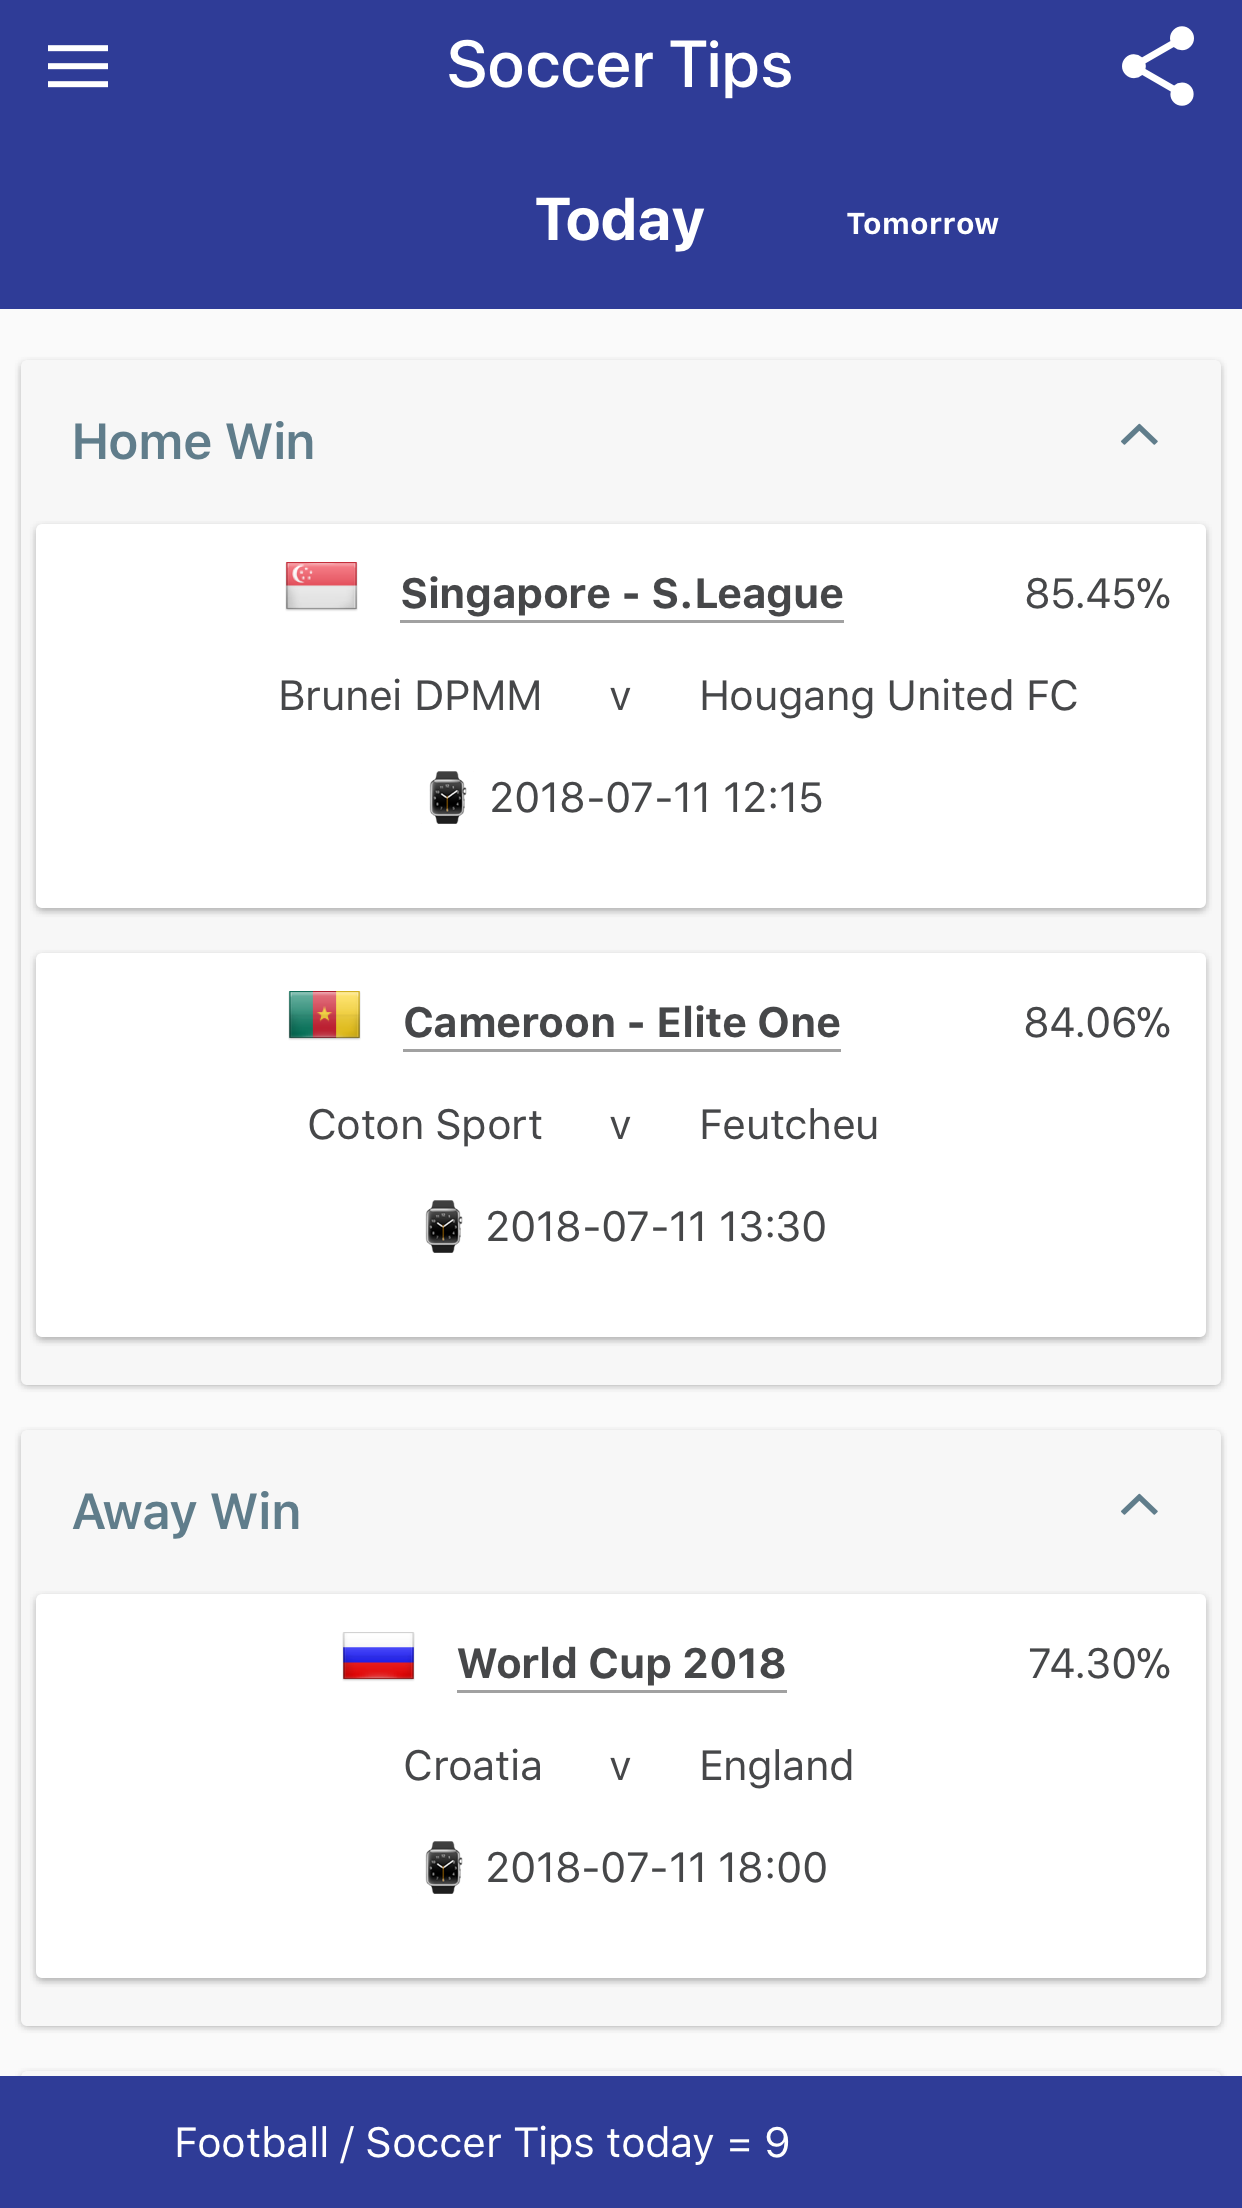 Soccer Tips
Today Tomorrow
Home Win
Singapore - S.League 85.45%
Brunei DPMM v Hougang United FC
2018-07-11 12:15
Cameroon - Elite One 84.06%
Coton Sport v Feutcheu
2018-07-11 13:30
Away Win
World Cup 2018 74.30%
Croatia v England
2018-07-11 18:00
Football / Soccer Tips today = 9